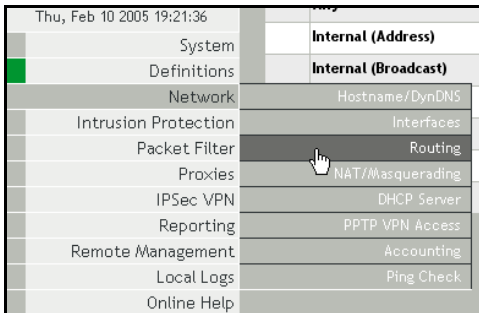 Thu, Feb 10 2005 19:21:36
System
Definitions
Network
Intrusion Protection
Packet Filter
Proxies
IPSec VPN
Reporting
Remote Management
Local Logs
Online Help
Hostname/DynDNS
Interfaces
Routing
NAT/Masquerading
DHCP Server
PPTP VPN Access
Accounting
Ping Check
Internal (Address)
Internal (Broadcast)